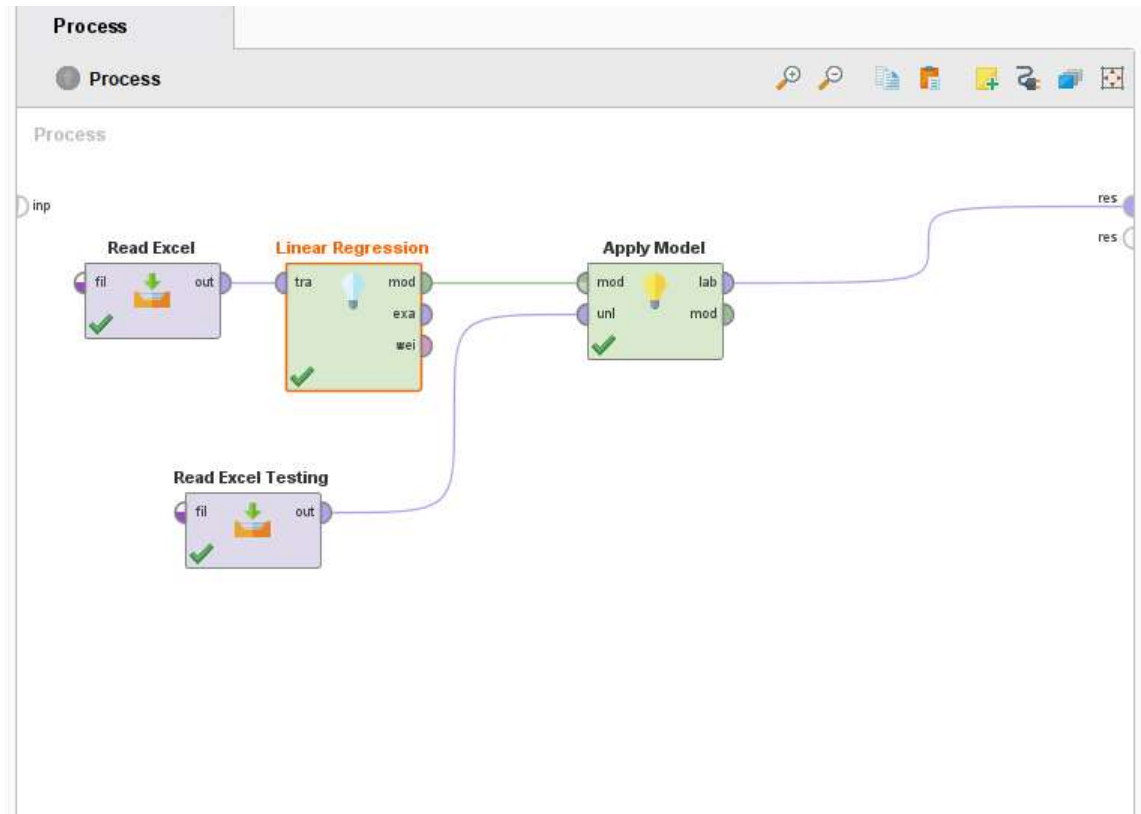 Process
Process
Process
inp
res
res
Read Excel
fil
out
Linear Regression
tra
mod
exa
wei
Apply Model
mod
lab
unl
mod
Read Excel Testing
fil
out